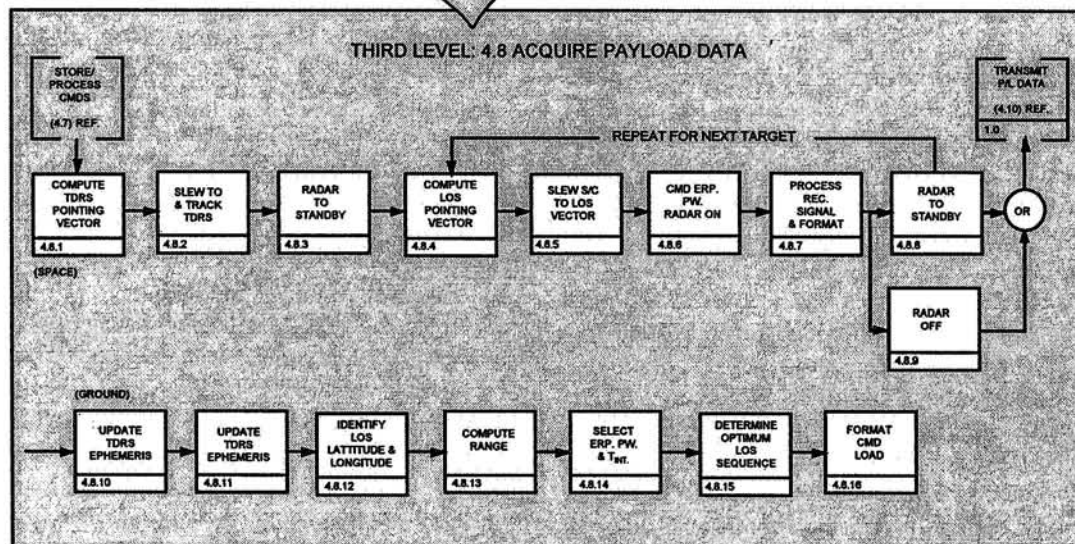 THIRD LEVEL: 4.8 ACQUIRE PAYLOAD DATA
STORE/
PROCESS
CMDS
(4.7) REF.
TRANSMIT
P/L DATA
(4.10) REF.
1.0
REPEAT FOR NEXT TARGET
COMPUTE
TDRS
POINTING
VECTOR
4.8.1
SLEW TO
& TRACK
TDRS
4.8.2
RADAR
TO
STANDBY
4.8.3
COMPUTE
LOS
POINTING
VECTOR
4.8.4
SLEW S/C
TO LOS
VECTOR
4.8.5
CMD ERP.
PW.
RADAR ON
4.8.6
PROCESS
REC.
SIGNAL
& FORMAT
4.8.7
RADAR
TO
STANDBY
4.8.8
OR
(SPACE)
RADAR
OFF
4.8.9
(GROUND)
UPDATE
TDRS
EPHEMERIS
4.8.10
UPDATE
TDRS
EPHEMERIS
4.8.11
IDENTIFY
LOS
LATTITUDE &
LONGITUDE
4.8.12
COMPUTE
RANGE
4.8.13
SELECT
ERP. PW.
& TINT.
4.8.14
DETERMINE
OPTIMUM
LOS
SEQUENCE
4.8.15
FORMAT
CMD
LOAD
4.8.16